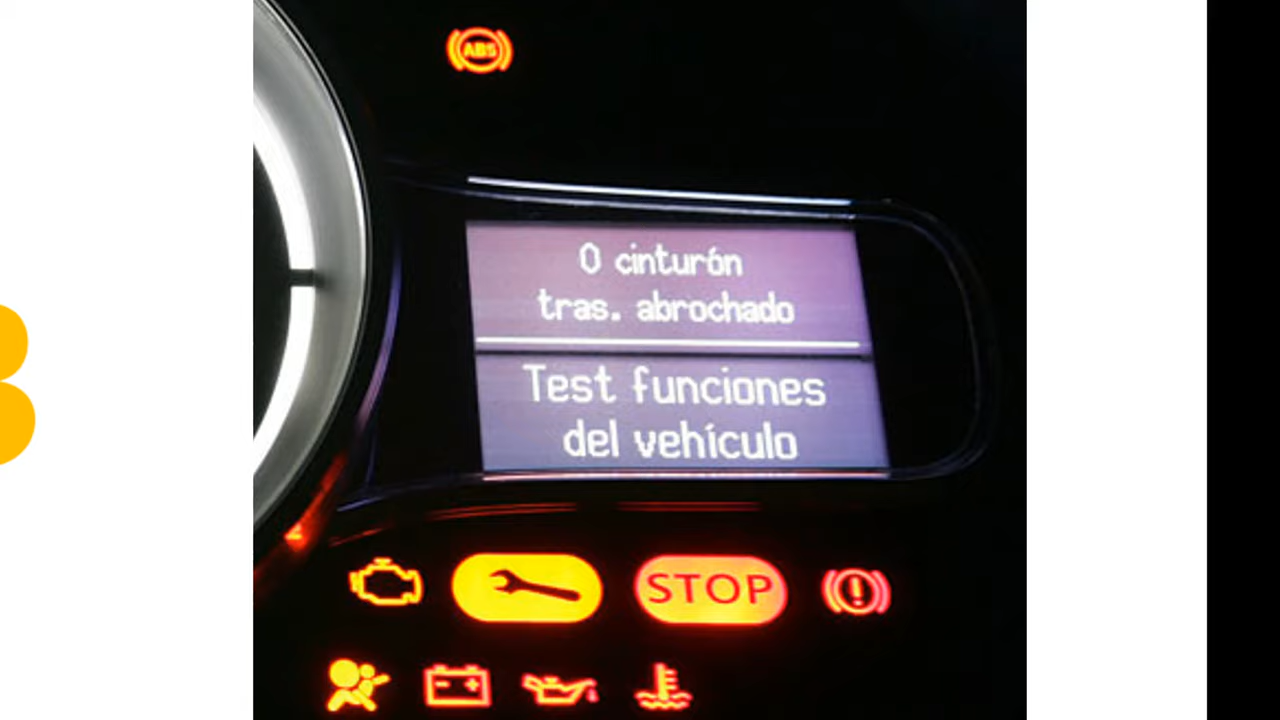 ABS
0 cinturón
tras. abrochado
Test funciones
del vehículo
STOP